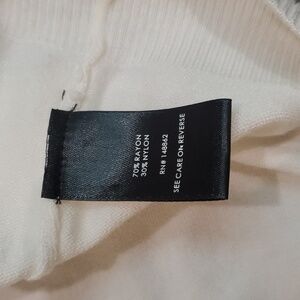 70% RAYON
30% NYLON
RN# 148862
SEE CARE ON REVERSE